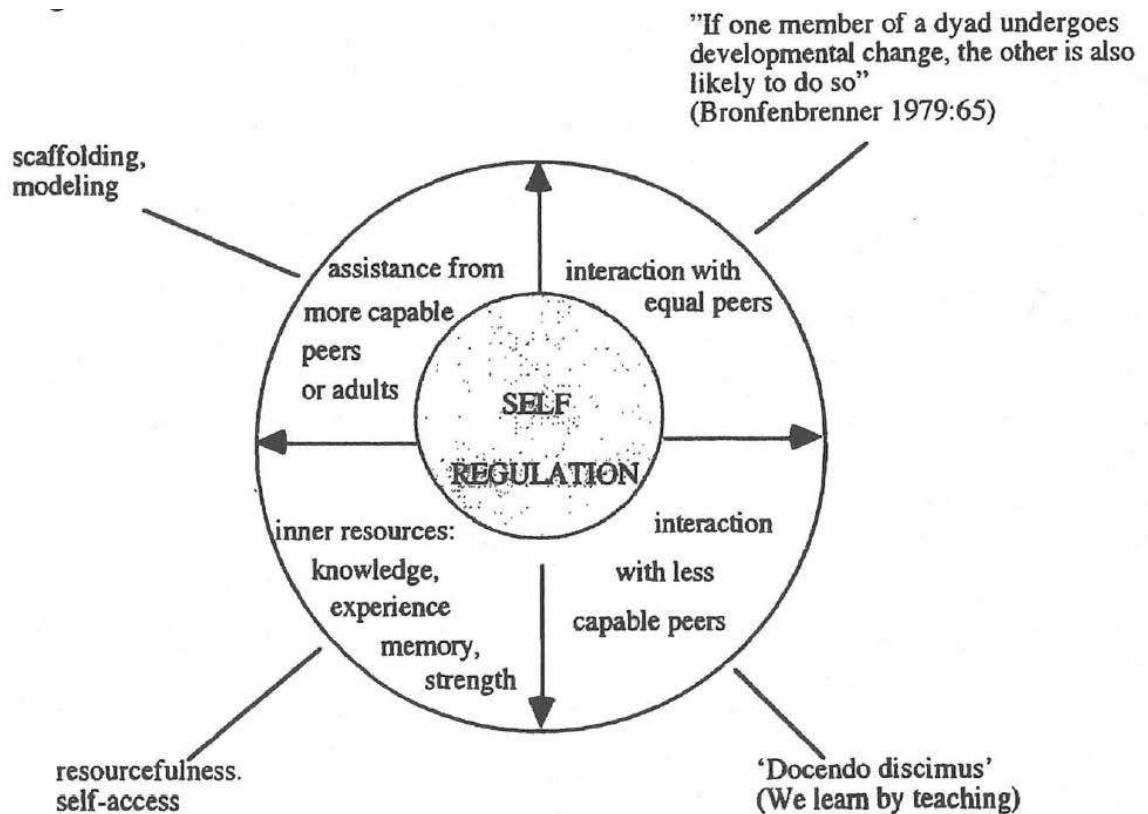 ”If one member of a dyad undergoes
developmental change, the other is also
likely to do so”
(Bronfenbrenner 1979:65)
scaffolding,
modeling
assistance from
more capable
peers
or adults
interaction with
equal peers
SELF
REGULATION
inner resources:
knowledge,
experience
memory,
strength
interaction
with less
capable peers
resourcefulness.
self-access
‘Docendo discimus’
(We learn by teaching)